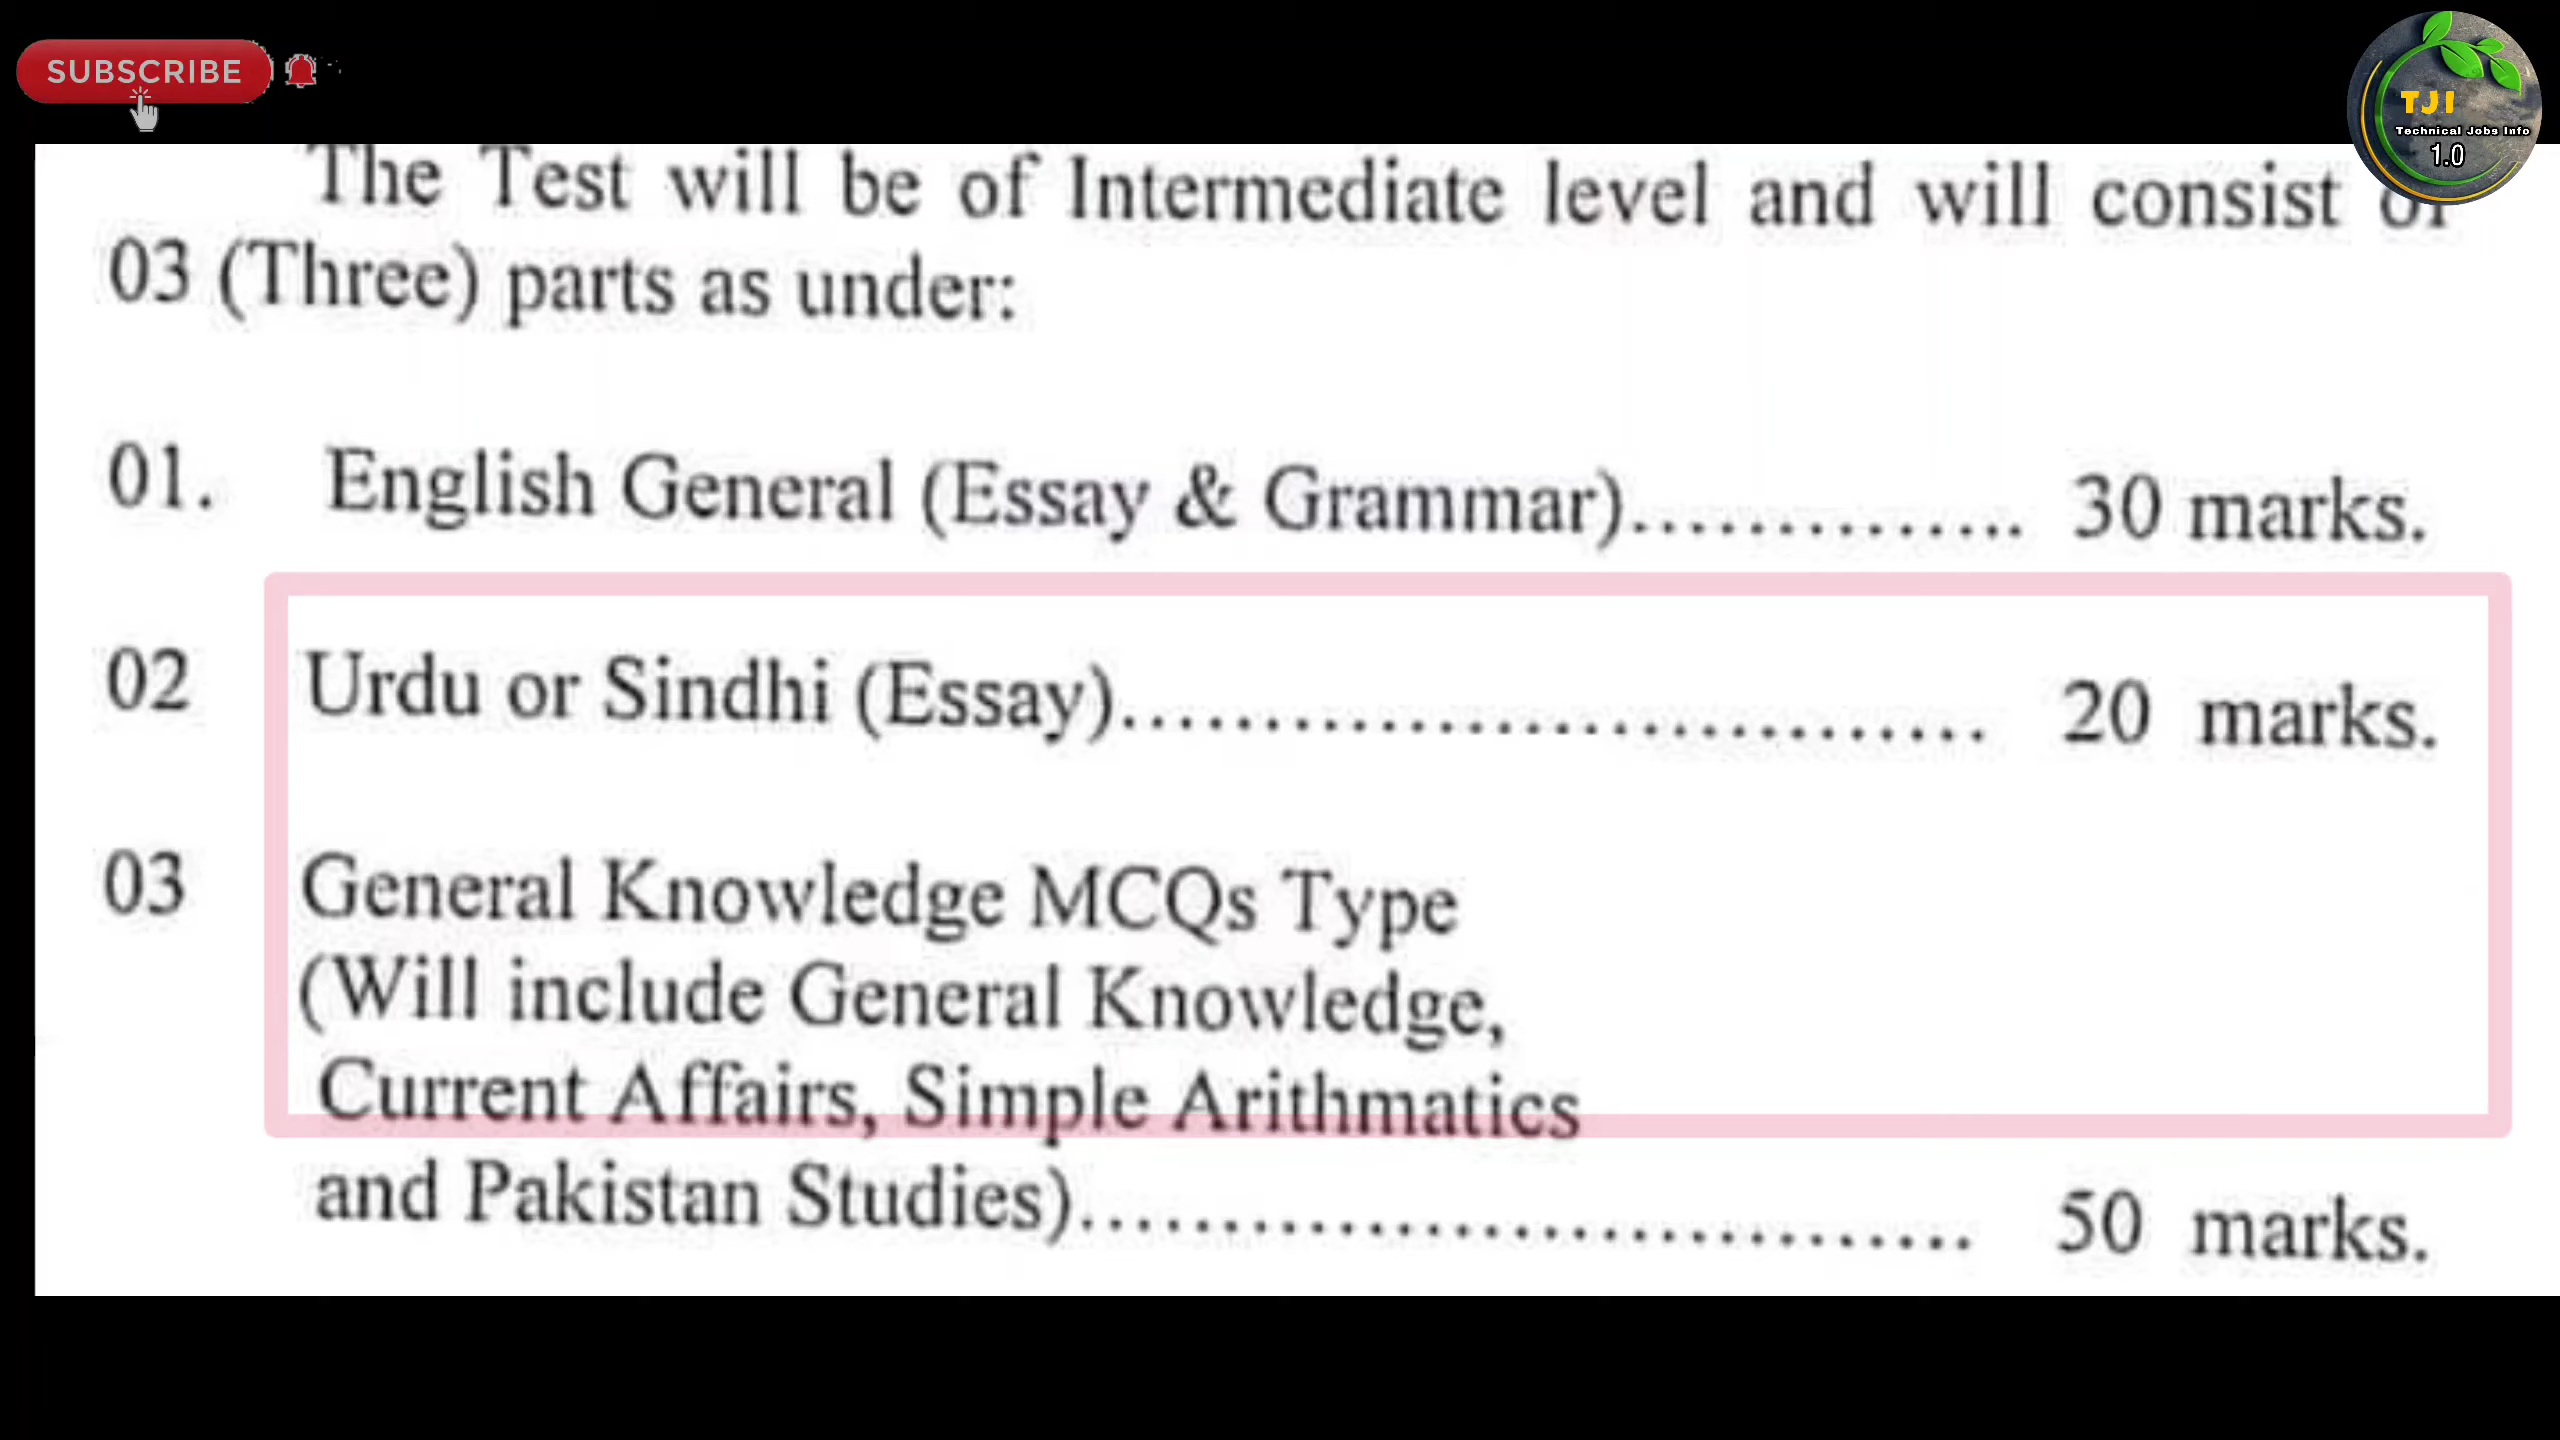 SUBSCRIBE
TJI
Technical Jobs Info
1.0
The Test will be of Intermediate level and will consist of
03 (Three) parts as under:
01. English General (Essay & Grammar).............. 30 marks.
02 Urdu or Sindhi (Essay).............................. 20 marks.
03 General Knowledge MCQs Type
(Will include General Knowledge,
Current Affairs, Simple Arithmatics
and Pakistan Studies)............................... 50 marks.